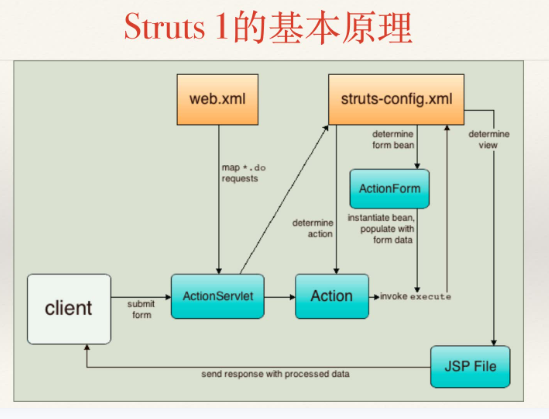 Struts 1的基本原理
web.xml
struts-config.xml
map *.do
requests
determine
form bean
determine
view
ActionForm
instantiate bean,
populate with
form data
determine
action
client
submit
form
ActionServlet
Action
invoke execute
JSP File
send response with processed data